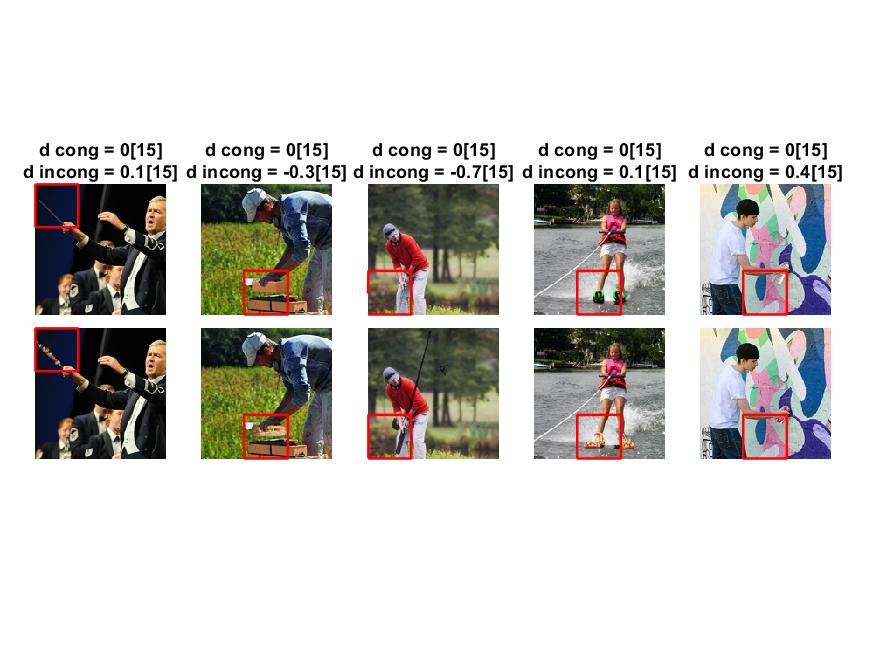 d cong = 0[15]
d incong = 0.1[15]
d cong = 0[15]
d incong = -0.3[15]
d cong = 0[15]
d incong = -0.7[15]
d cong = 0[15]
d incong = 0.1[15]
d cong = 0[15]
d incong = 0.4[15]